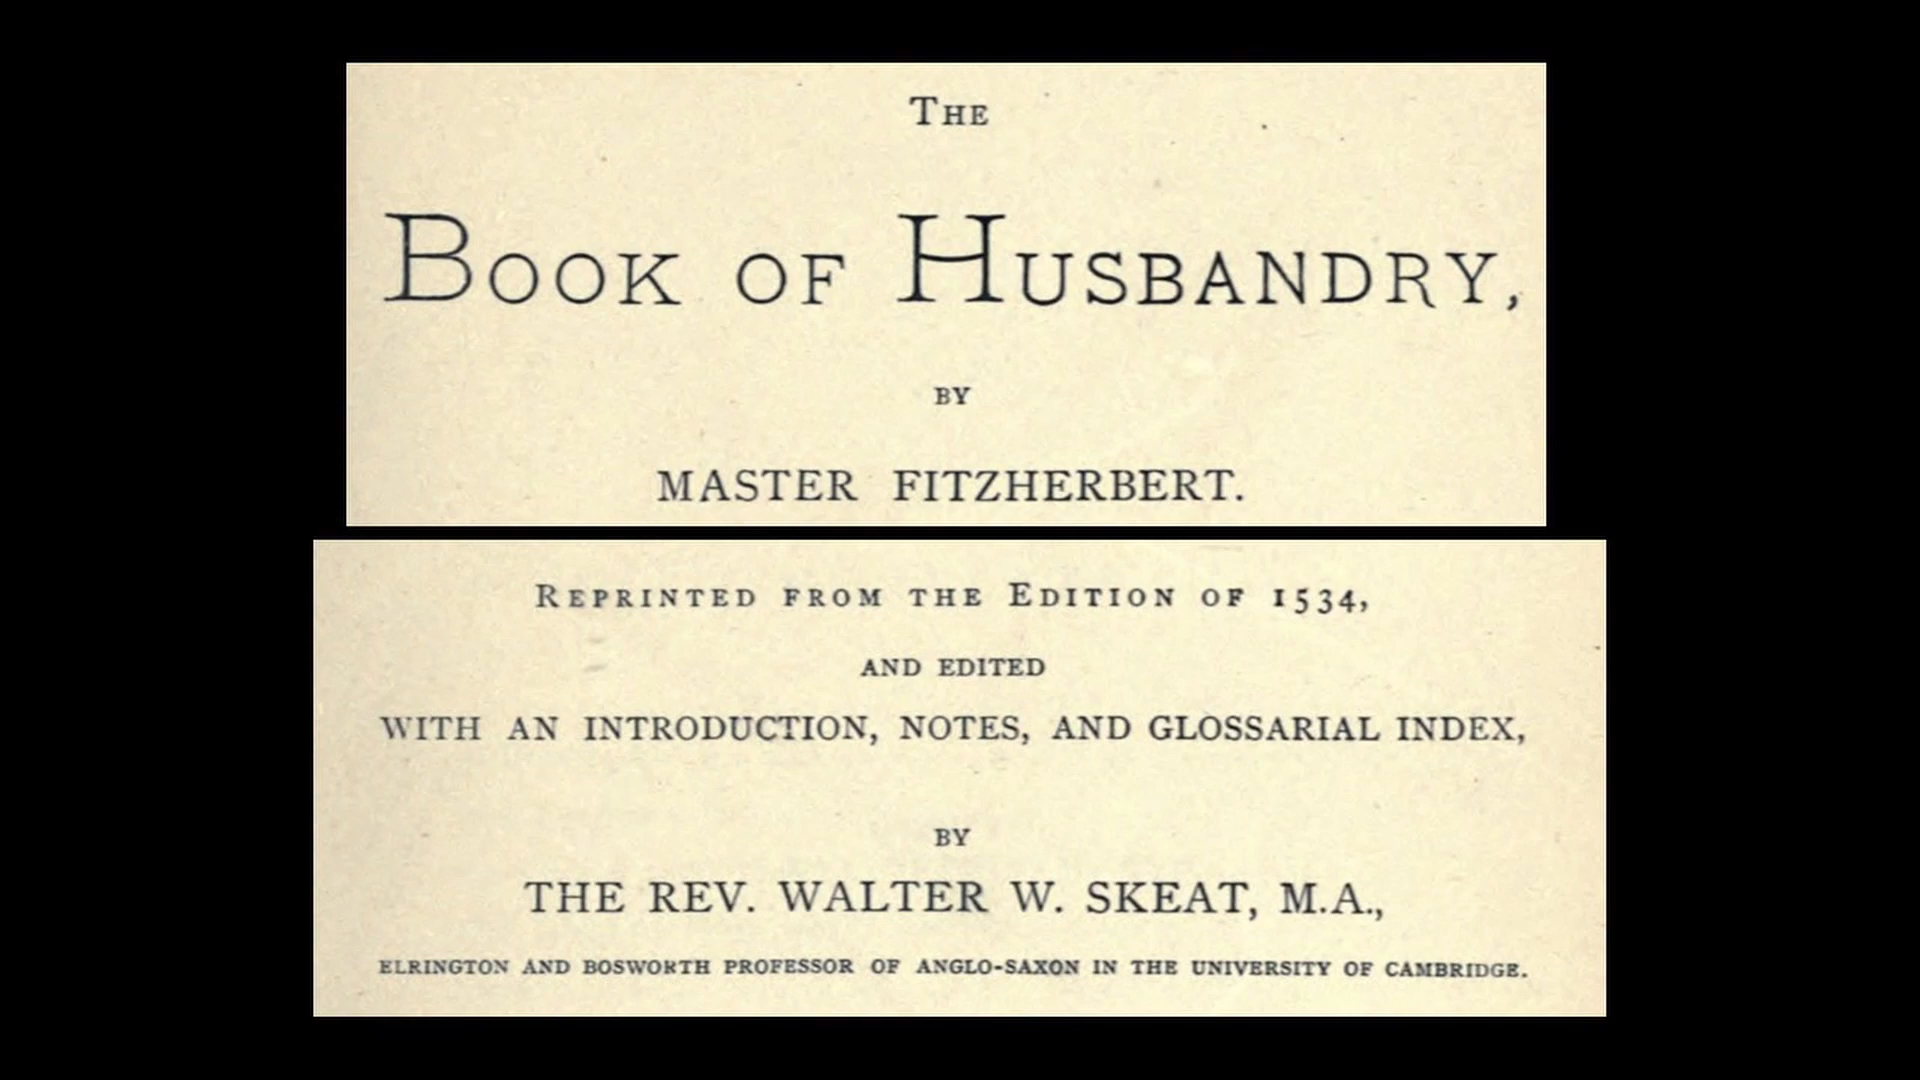 The
Book of Husbandry,
BY
MASTER FITZHERBERT.
Reprinted from the Edition of 1534,
AND EDITED
WITH AN INTRODUCTION, NOTES, AND GLOSSARIAL INDEX,
BY
THE REV. WALTER W. SKEAT, M.A.,
ELRINGTON AND BOSWORTH PROFESSOR OF ANGLO-SAXON IN THE UNIVERSITY OF CAMBRIDGE.